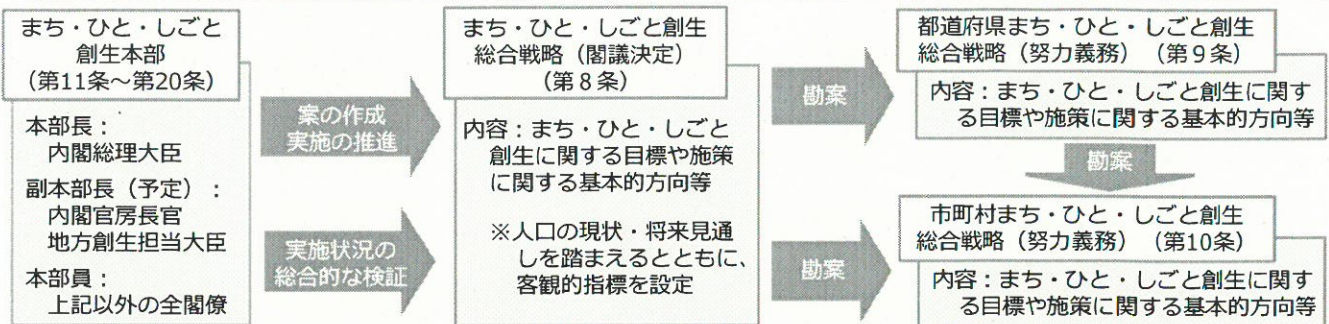 まち・ひと・しごと
創生本部
(第11条~第20条)
本部長:
内閣総理大臣
副本部長(予定):
内閣官房長官
地方創生担当大臣
本部員:
上記以外の全閣僚
案の作成
実施の推進
実施状況の
総合的な検証
まち・ひと・しごと創生
総合戦略(閣議決定)
(第8条)
内容:まち・ひと・しごと
創生に関する目標や施策
に関する基本的方向等
※人口の現状・将来見通
しを踏まえるとともに、
客観的指標を設定
勘案
勘案
都道府県まち・ひと・しごと創生
総合戦略(努力義務) (第9条)
内容:まち・ひと・しごと創生に関す
る目標や施策に関する基本的方向等
勘案
市町村まち・ひと・しごと創生
総合戦略(努力義務) (第10条)
内容:まち・ひと・しごと創生に関す
る目標や施策に関する基本的方向等